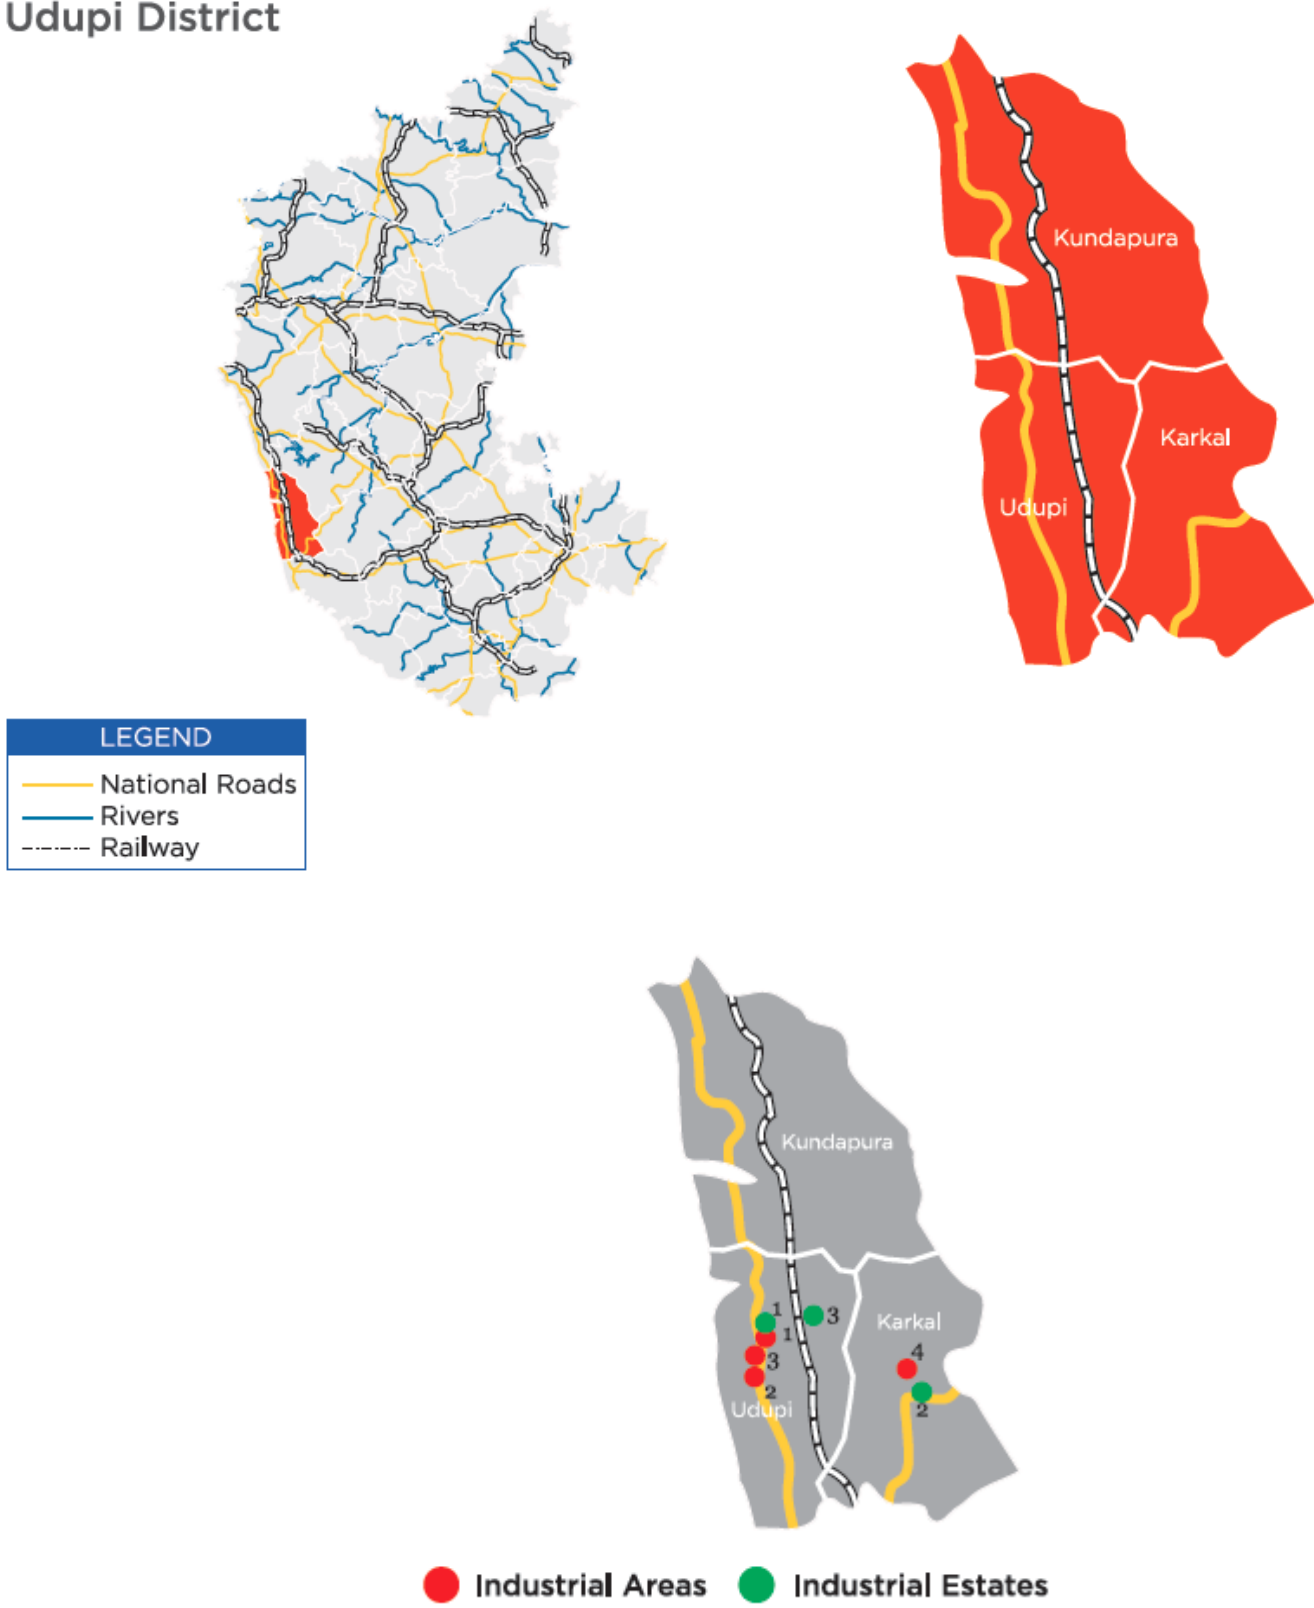 Udupi District
Kundapura
Karkal
Udupi
LEGEND
National Roads
Rivers
Railway
Kundapura
1
3
1
Karkal
3
4
2
2
Udupi
Industrial Areas
Industrial Estates